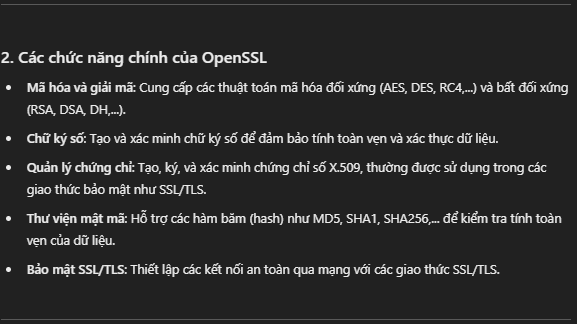 2. Các chức năng chính của OpenSSL
• Mã hóa và giải mã: Cung cấp các thuật toán mã hóa đối xứng (AES, DES, RC4,...) và bất đối xứng
(RSA, DSA, DH,...).
• Chữ ký số: Tạo và xác minh chữ ký số để đảm bảo tính toàn vẹn và xác thực dữ liệu.
• Quản lý chứng chỉ: Tạo, ký, và xác minh chứng chỉ số X.509, thường được sử dụng trong các
giao thức bảo mật như SSL/TLS.
• Thư viện mật mã: Hỗ trợ các hàm băm (hash) như MD5, SHA1, SHA256,... để kiểm tra tính toàn
vẹn của dữ liệu.
• Bảo mật SSL/TLS: Thiết lập các kết nối an toàn qua mạng với các giao thức SSL/TLS.